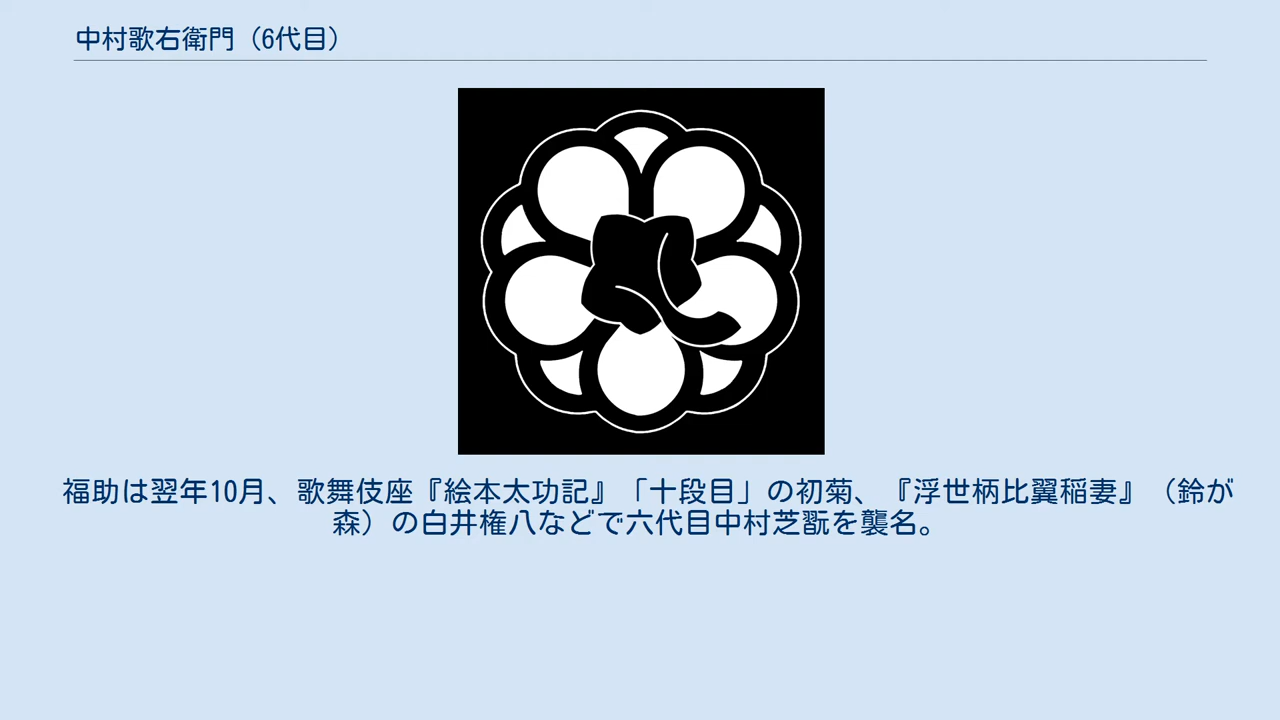 中村歌右衛門（6代目）
福助は翌年10月、歌舞伎座『絵本太功記』「十段目」の初菊、『浮世柄比翼稲妻』（鈴が
森）の白井権八などで六代目中村芝翫を襲名。